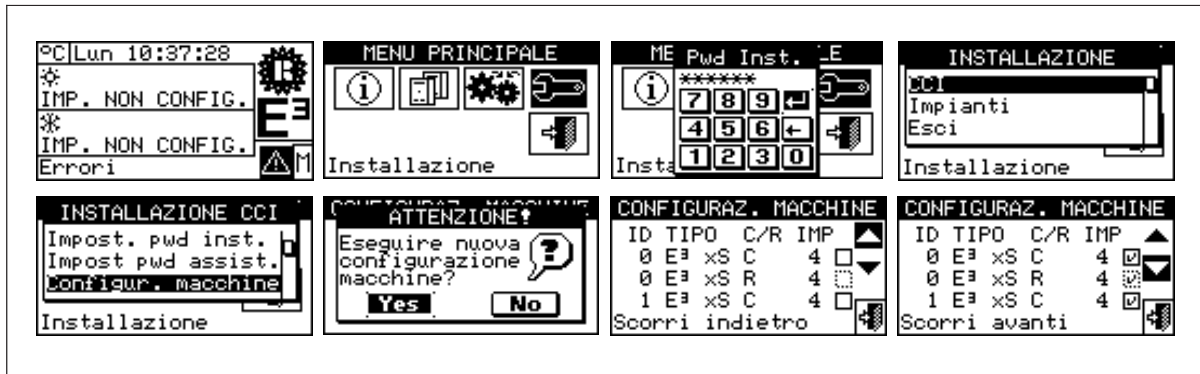 °C Lun 10:37:28
IMP. NON CONFIG.
IMP. NON CONFIG.
E³
Errori
M
MENU PRINCIPALE
Installazione
ME
LE
Pwd Inst.
******
7 8 9
4 5 6 ←
1 2 3 0
Insta
INSTALLAZIONE
CCI
Impianti
Esci
Installazione
INSTALLAZIONE CCI
Impost. pwd inst.
Impost pwd assist.
Configur. macchine
Installazione
ATTENZIONE!
Eseguire nuova
configurazione
macchine?
Yes No
CONFIGURAZ. MACCHINE
ID TIPO C/R IMP
0 E³ xS C 4
0 E³ xS R 4
1 E³ xS C 4
Scorri indietro
CONFIGURAZ. MACCHINE
ID TIPO C/R IMP
0 E³ xS C 4
0 E³ xS R 4
1 E³ xS C 4
Scorri avanti